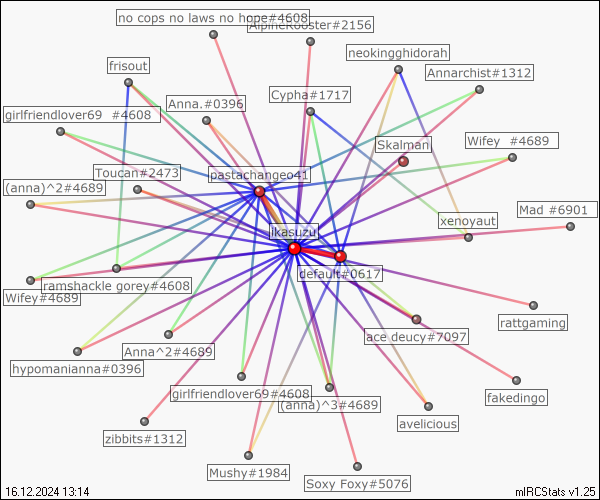 no cops no laws no hope#4608
AlpineRooster#2156
neokingghidorah
frisout
Annarchist#1312
Cypha#1717
Anna.#0396
girlfriendlover69 #4608
Skalman
Wifey #4689
Toucan#2473
pastachangeo41
(anna)^2#4689
Mad #6901
xenoyaut
ikasuzu
default#0617
ramshackle gorey#4608
Wifey#4689
rattgaming
ace deucy#7097
Anna^2#4689
hypomanianna#0396
girlfriendlover69#4608
fakedingo
(anna)^3#4689
avelicious
zibbits#1312
Mushy#1984
Soxy Foxy#5076
16.12.2024 13:14
mIRCStats v1.25